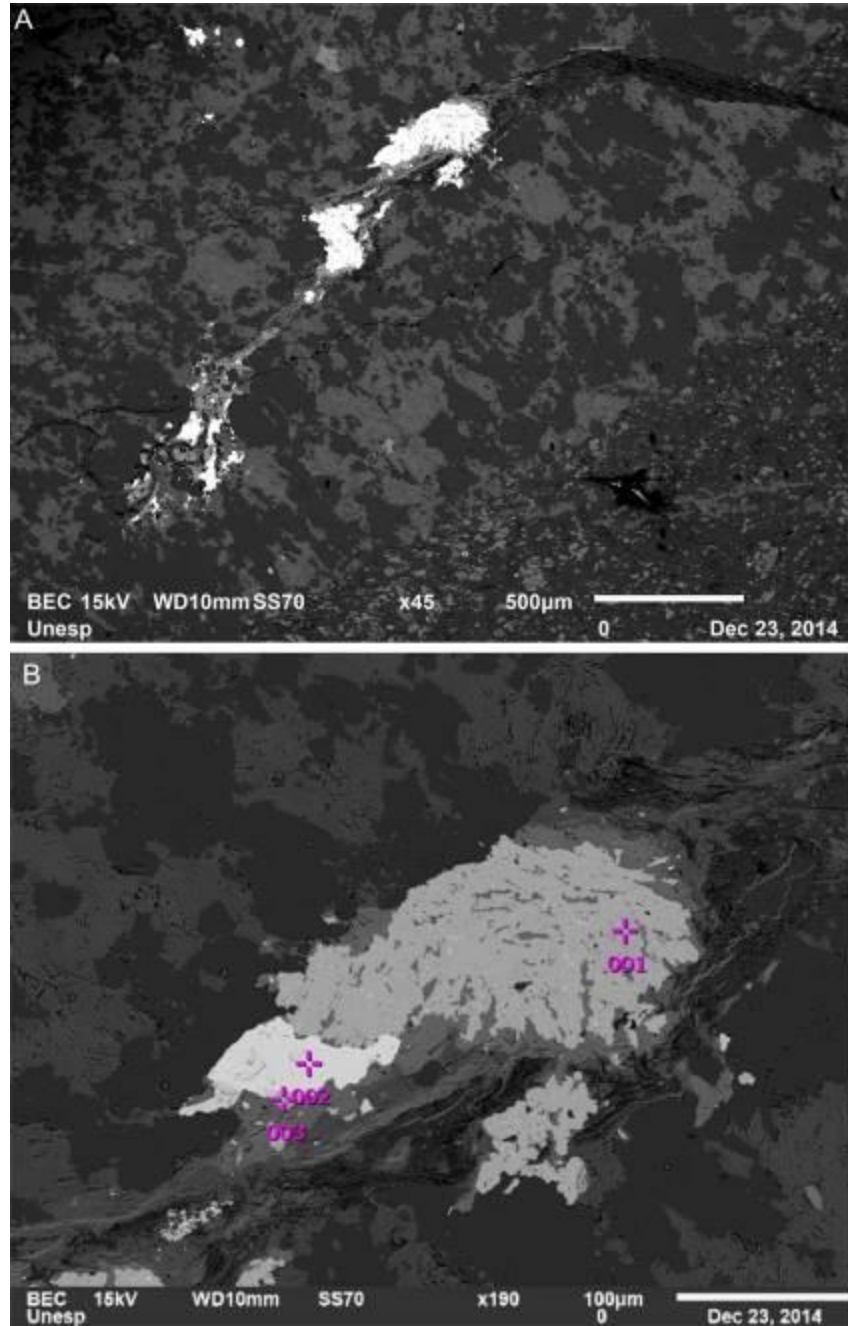 A
BEC 15kV WD10mm SS70 x45 500µm
Unesp 0 Dec 23, 2014
B
001
002
003
BEC 15kV WD10mm SS70 x190 100µm
Unesp 0 Dec 23, 2014